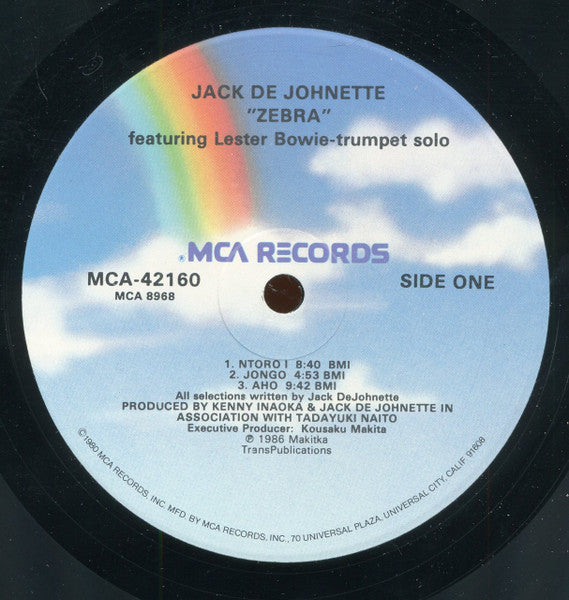 JACK DE JOHNETTE
"ZEBRA"
featuring Lester Bowie-trumpet solo
® MCA RECORDS
MCA-42160
MCA 8968
SIDE ONE
1. NTORO I 8:40 BMI
2. JONGO 4:53 BMI
3. AHO 9:42 BMI
All selections written by Jack DeJohnette
PRODUCED BY KENNY INAOKA & JACK DE JOHNETTE IN
ASSOCIATION WITH TADAYUKI NAITO
Executive Producer: Kousaku Makita
℗ 1986 Makitka
TransPublications
©1980 MCA RECORDS, INC. MFD. BY MCA RECORDS, INC., 70 UNIVERSAL PLAZA, UNIVERSAL CITY, CALIF. 91608